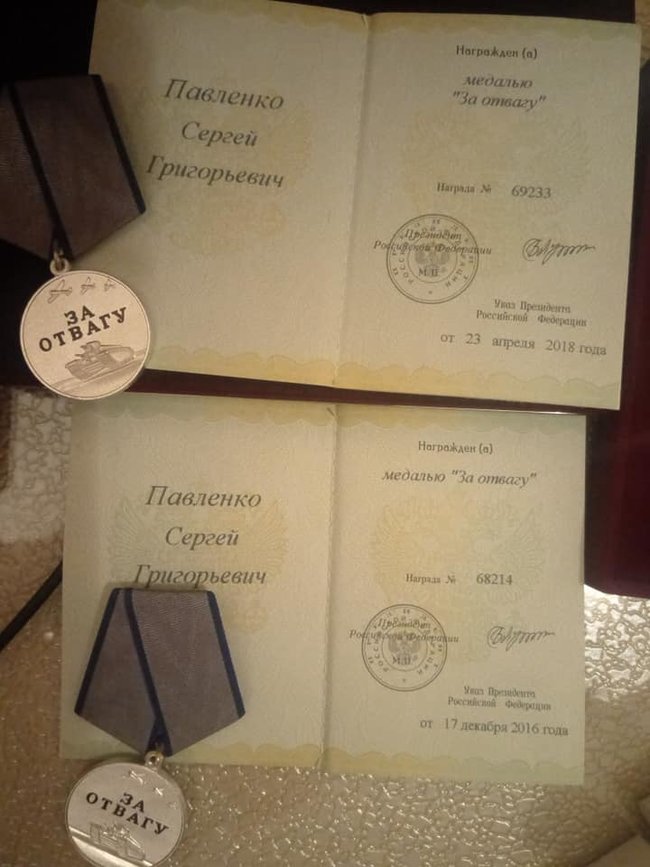 Павленко
Сергей
Григорьевич
Награжден (а)
медалью
"За отвагу"
Награда № 69233
Президент
Российской Федерации
М.П.
Указ Президента
Российской Федерации
от 23 апреля 2018 года
ЗА
ОТВАГУ
Павленко
Сергей
Григорьевич
Награжден (а)
медалью "За отвагу"
Награда № 68214
Президент
Российской Федерации
М.П.
Указ Президента
Российской Федерации
от 17 декабря 2016 года
ЗА
ОТВАГУ